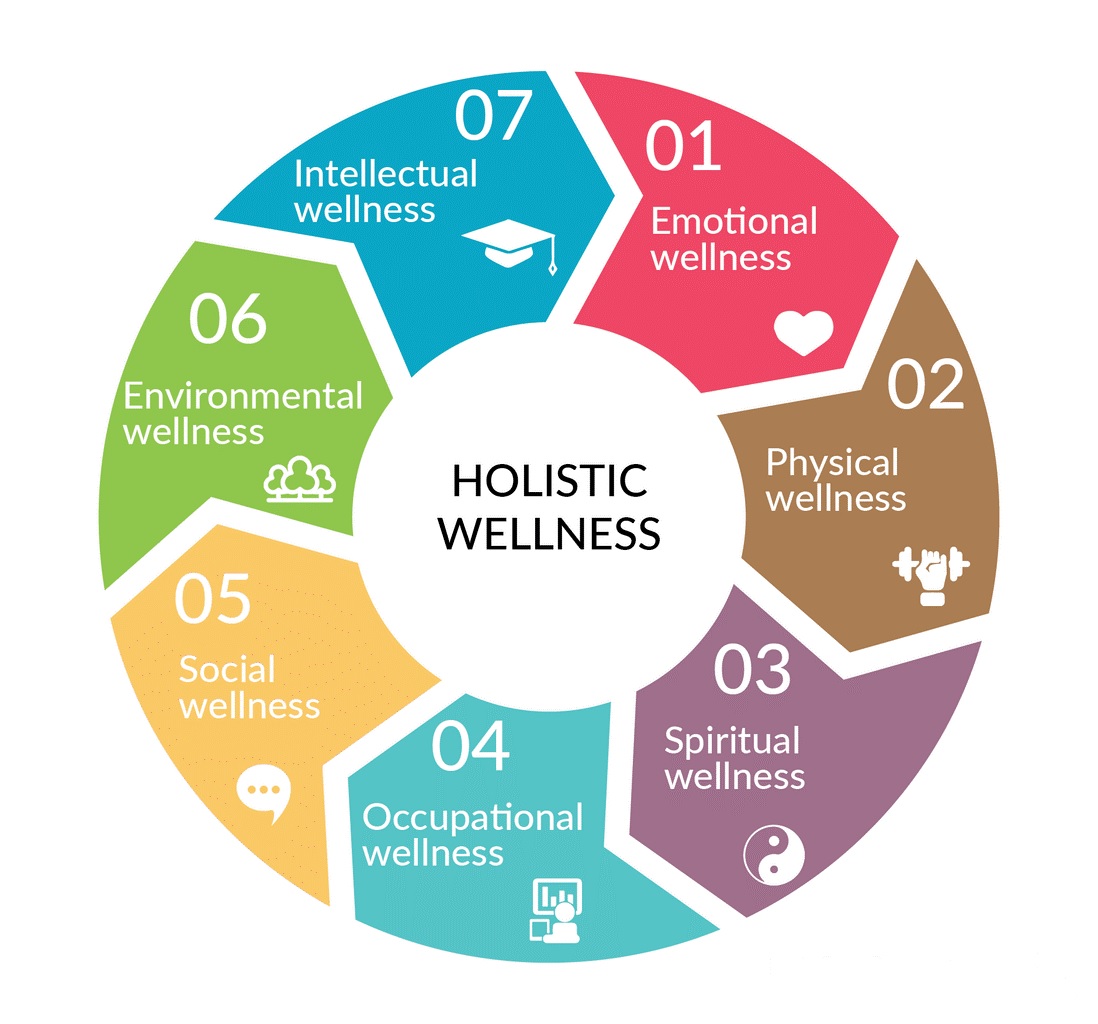 HOLISTIC
WELLNESS
01
Emotional
wellness
02
Physical
wellness
03
Spiritual
wellness
04
Occupational
wellness
05
Social
wellness
06
Environmental
wellness
07
Intellectual
wellness